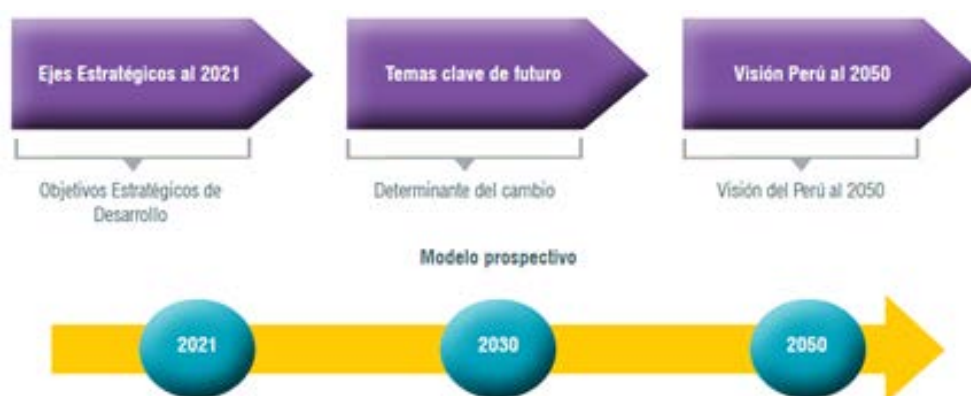 Ejes Estratégicos al 2021
Temas clave de futuro
Visión Perú al 2050
Objetivos Estratégicos de
Desarrollo
Determinante del cambio
Visión del Perú al 2050
Modelo prospectivo
2021
2030
2050